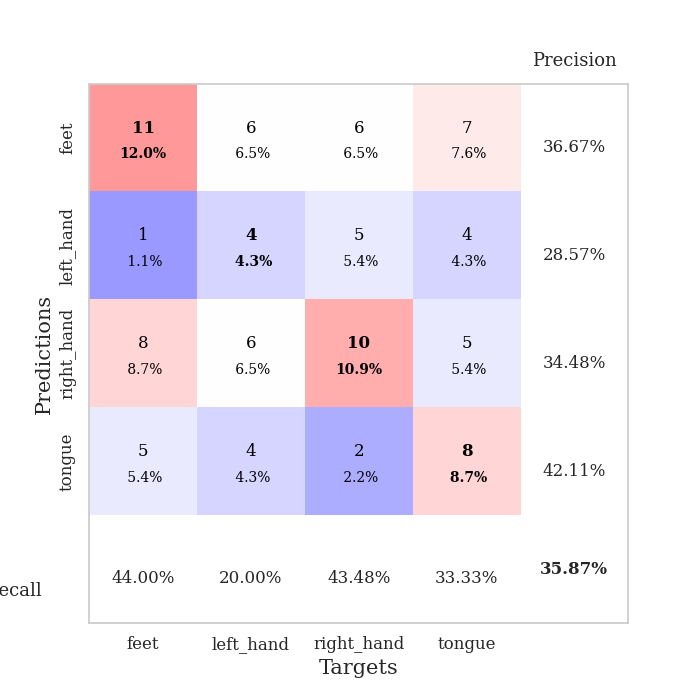 Precision
feet
11 6 6 7 36.67%
12.0% 6.5% 6.5% 7.6%
left_hand
1 4 5 4 28.57%
1.1% 4.3% 5.4% 4.3%
Predictions
right_hand
8 6 10 5 34.48%
8.7% 6.5% 10.9% 5.4%
tongue
5 4 2 8 42.11%
5.4% 4.3% 2.2% 8.7%
ecall 44.00% 20.00% 43.48% 33.33% 35.87%
feet left_hand right_hand tongue
Targets